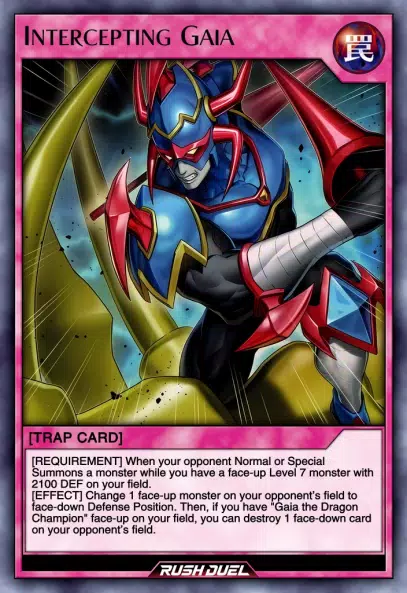 Intercepting Gaia
罠
[TRAP CARD]
[REQUIREMENT] When your opponent Normal or Special
Summons a monster while you have a face-up Level 7 monster with
2100 DEF on your field.
[EFFECT] Change 1 face-up monster on your opponent's field to
face-down Defense Position. Then, if you have "Gaia the Dragon
Champion" face-up on your field, you can destroy 1 face-down card
on your opponent's field.
RUSH DUEL